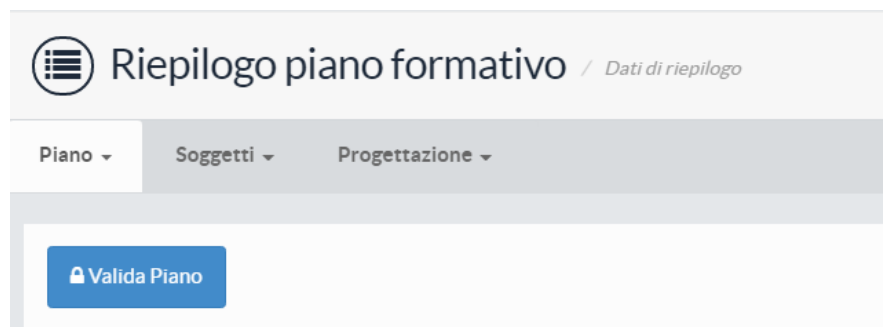 Riepilogo piano formativo / Dati di riepilogo
Piano Soggetti Progettazione
Valida Piano